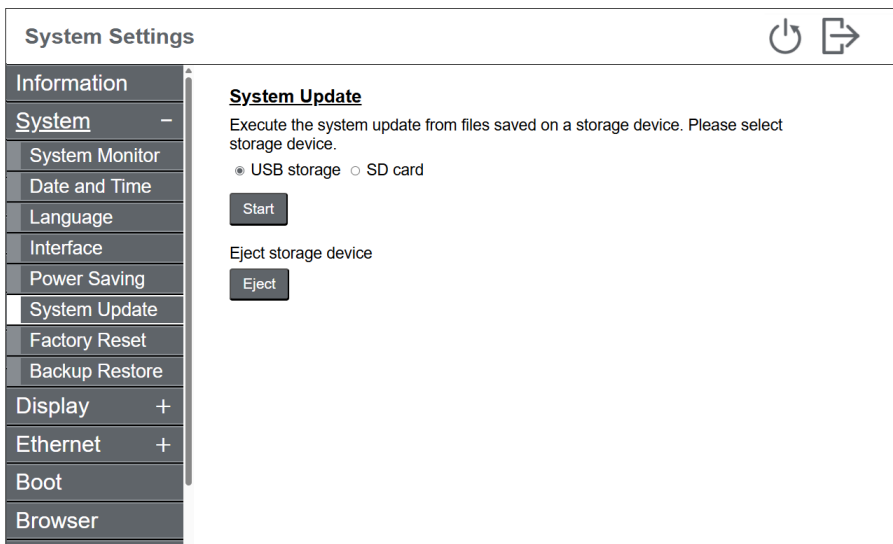 System Settings
Information
System −
System Monitor
Date and Time
Language
Interface
Power Saving
System Update
Factory Reset
Backup Restore
Display +
Ethernet +
Boot
Browser
System Update
Execute the system update from files saved on a storage device. Please select
storage device.
USB storage SD card
Start
Eject storage device
Eject